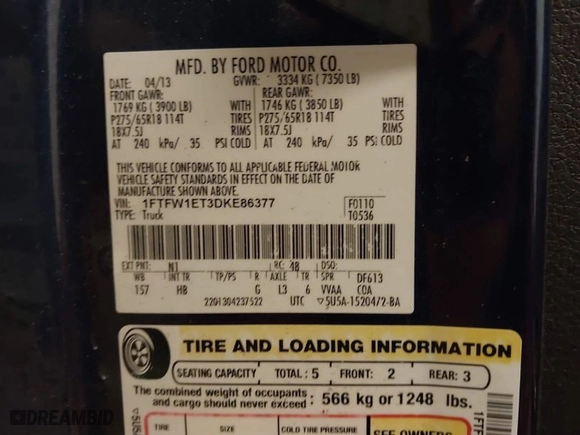 MFD. BY FORD MOTOR CO.
DATE: 04/13 GVWR: 3334 KG ( 7350 LB)
FRONT GAWR: REAR GAWR:
1769 KG ( 3900 LB) WITH 1746 KG ( 3850 LB) WITH
P275/65R18 114T TIRES P275/65R18 114T TIRES
18X7.5J RIMS 18X7.5J RIMS
AT 240 kPa/ 35 PSI COLD AT 240 kPa/ 35 PSI COLD
THIS VEHICLE CONFORMS TO ALL APPLICABLE FEDERAL MOTOR
VEHICLE SAFETY STANDARDS IN EFFECT ON THE DATE OF
MANUFACTURE SHOWN ABOVE.
VIN: 1FTFW1ET3DKE86377 F0110
TYPE: Truck T0536
EXT PNT: N1 RC: 48 DSO:
WB INT TR TP/PS R AXLE TR SPR DF613
157 HB G L3 6 VVAA CDA
2201304237522 UTC ▽5U5A-15204/2-BA
TIRE AND LOADING INFORMATION
SEATING CAPACITY TOTAL: 5 FRONT: 2 REAR: 3
The combined weight of occupants
and cargo should never exceed: 566 kg or 1248 lbs.
TIRE SIZE COLD TIRE PRESSURE SEE OWNERS
▽5U5
1FTF
DREAMBID